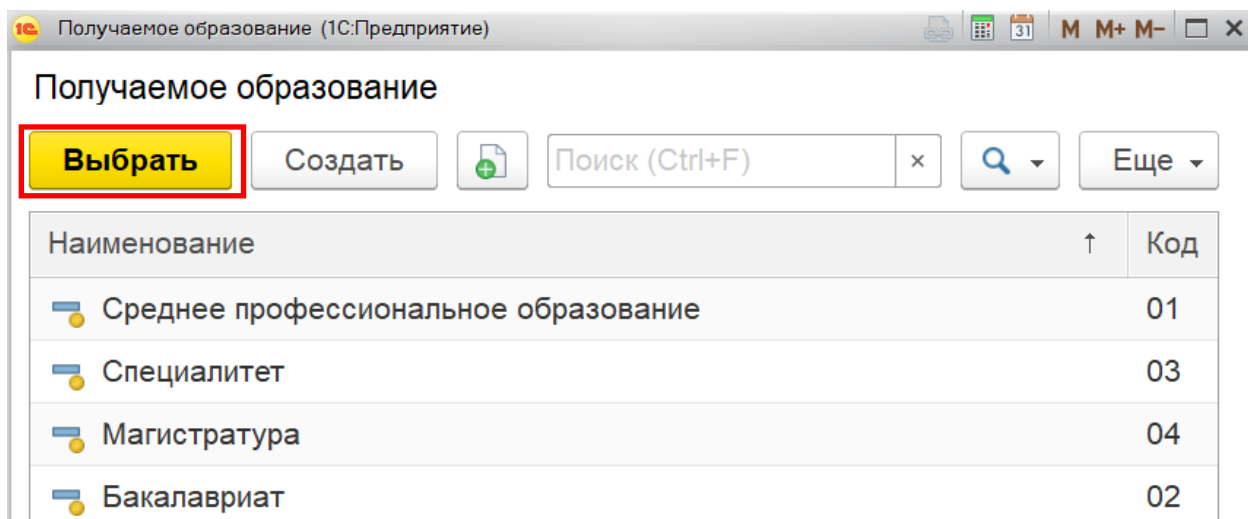 1С Получаемое образование (1С:Предприятие) 31 M M+ M-
Получаемое образование
Выбрать Создать Поиск (Ctrl+F) × Еще
Наименование ↑ Код
Среднее профессиональное образование 01
Специалитет 03
Магистратура 04
Бакалавриат 02